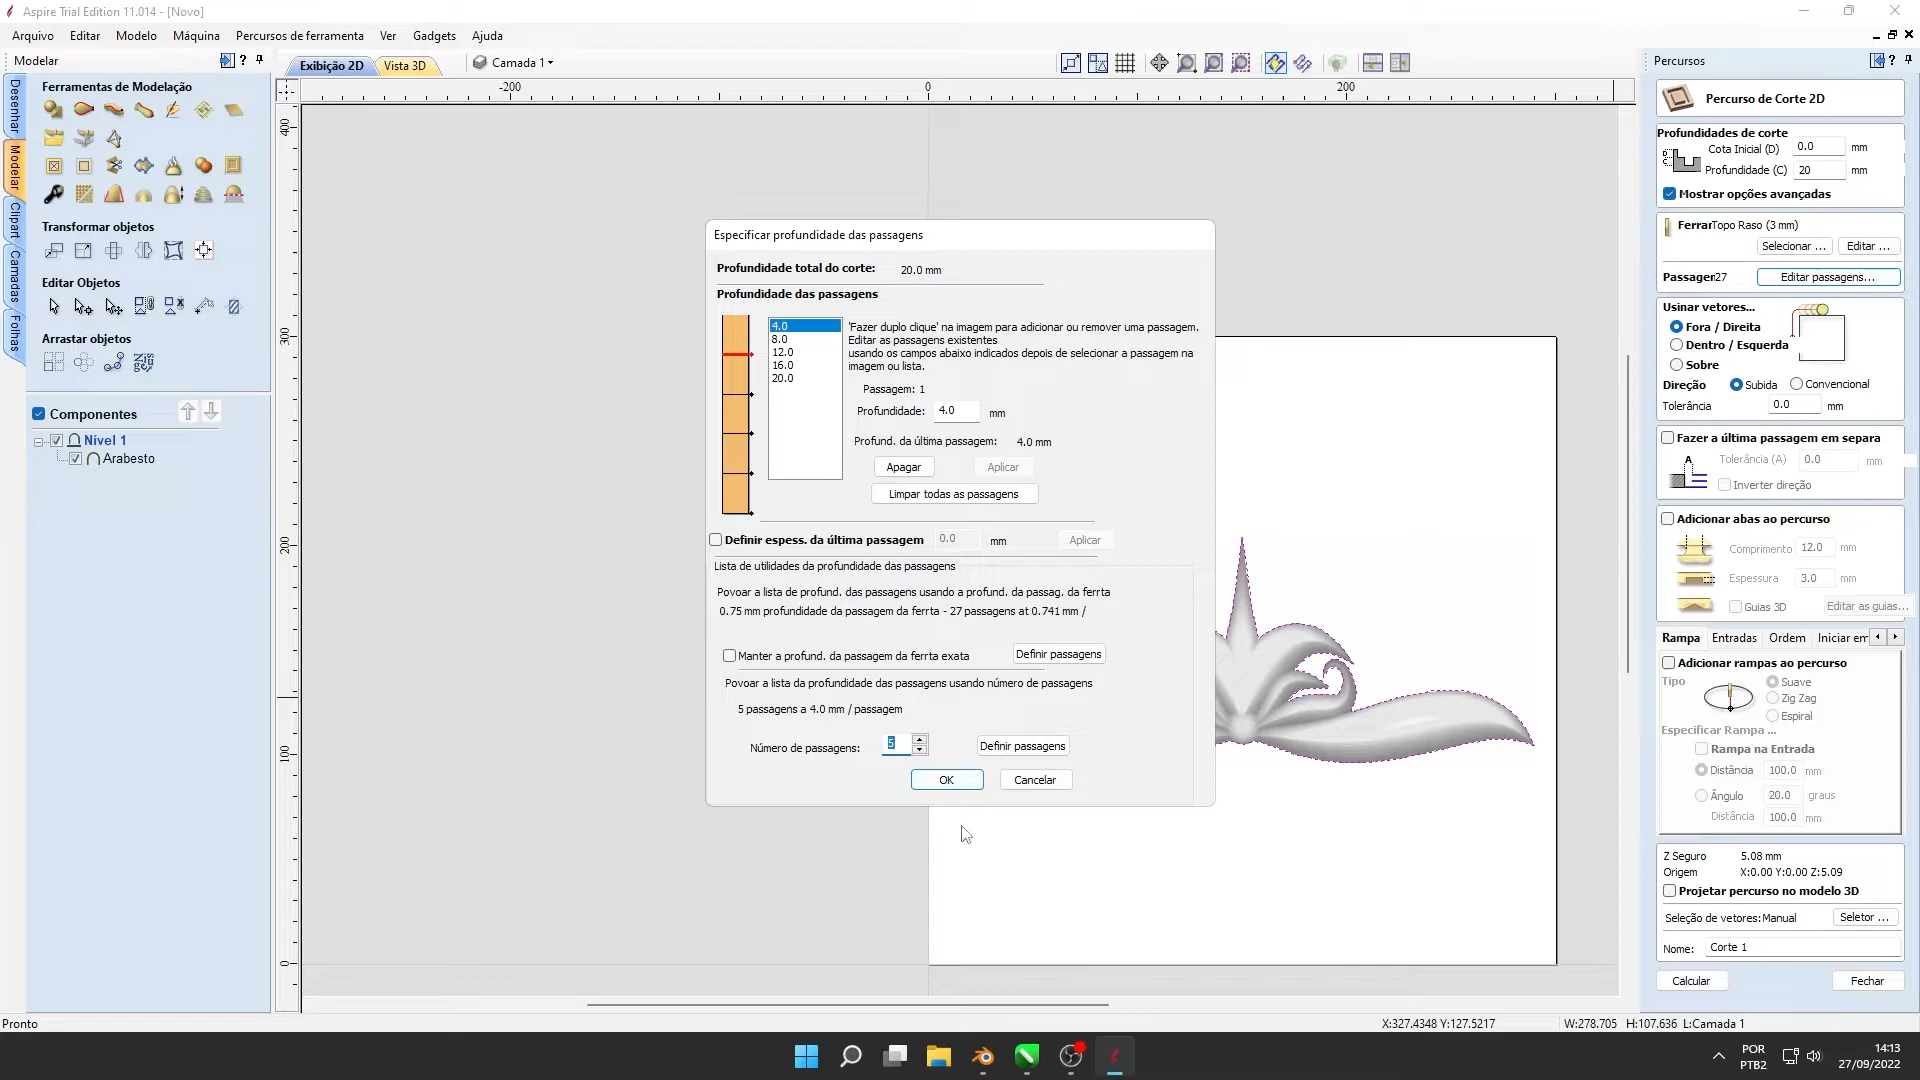 Aspire Trial Edition 11.014 - [Novo]
Arquivo Editar Modelo Máquina Percursos de ferramenta Ver Gadgets Ajuda
Modelar ?
Exibição 2D Vista 3D Camada 1
Percursos ?
Desenhar
Modelar
Clipart
Camadas
Folhas
Ferramentas de Modelação
Transformar objetos
Editar Objetos
Arrastar objetos
Componentes
Nível 1
Arabesto
-200 0 200
400
300
200
100
0
Especificar profundidade das passagens
Profundidade total do corte: 20.0 mm
Profundidade das passagens
4.0
8.0
12.0
16.0
20.0
'Fazer duplo clique' na imagem para adicionar ou remover uma passagem.
Editar as passagens existentes
usando os campos abaixo indicados depois de selecionar a passagem na
imagem ou lista.
Passagem: 1
Profundidade: 4.0 mm
Profund. da última passagem: 4.0 mm
Apagar Aplicar
Limpar todas as passagens
Definir espess. da última passagem 0.0 mm Aplicar
Lista de utilidades da profundidade das passagens
Povoar a lista de profund. das passagens usando a profund. da passag. da ferrta
0.75 mm profundidade da passagem da ferrta - 27 passagens at 0.741 mm /
Manter a profund. da passagem da ferrta exata Definir passagens
Povoar a lista da profundidade das passagens usando número de passagens
5 passagens a 4.0 mm / passagem
Número de passagens: 5 Definir passagens
OK Cancelar
Percurso de Corte 2D
Profundidades de corte
Cota Inicial (D) 0.0 mm
Profundidade (C) 20 mm
Mostrar opções avançadas
FerrarTopo Raso (3 mm)
Selecionar ... Editar ...
Passager27 Editar passagens...
Usinar vetores...
Fora / Direita
Dentro / Esquerda
Sobre
Direção Subida Convencional
Tolerância 0.0 mm
Fazer a última passagem em separa
A Tolerância (A) 0.0 mm
Inverter direção
Adicionar abas ao percurso
Comprimento 12.0 mm
Espessura 3.0 mm
Guias 3D Editar as guias...
Rampa Entradas Ordem Iniciar em
Adicionar rampas ao percurso
Tipo Suave
Zig Zag
Espiral
Especificar Rampa ...
Rampa na Entrada
Distância 100.0 mm
Ângulo 20.0 graus
Distância 100.0 mm
Z Seguro 5.08 mm
Origem X:0.00 Y:0.00 Z:5.09
Projetar percurso no modelo 3D
Seleção de vetores:Manual Seletor ...
Nome: Corte 1
Calcular Fechar
Pronto X:327.4348 Y:127.5217 W:278.705 H:107.636 L:Camada 1
POR
PTB2
14:13
27/09/2022